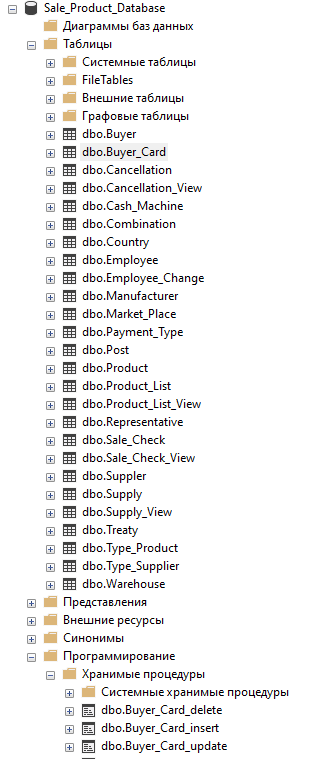 Sale_Product_Database
Диаграммы баз данных
Таблицы
Системные таблицы
FileTables
Внешние таблицы
Графовые таблицы
dbo.Buyer
dbo.Buyer_Card
dbo.Cancellation
dbo.Cancellation_View
dbo.Cash_Machine
dbo.Combination
dbo.Country
dbo.Employee
dbo.Employee_Change
dbo.Manufacturer
dbo.Market_Place
dbo.Payment_Type
dbo.Post
dbo.Product
dbo.Product_List
dbo.Product_List_View
dbo.Representative
dbo.Sale_Check
dbo.Sale_Check_View
dbo.Suppler
dbo.Supply
dbo.Supply_View
dbo.Treaty
dbo.Type_Product
dbo.Type_Supplier
dbo.Warehouse
Представления
Внешние ресурсы
Синонимы
Программирование
Хранимые процедуры
Системные хранимые процедуры
dbo.Buyer_Card_delete
dbo.Buyer_Card_insert
dbo.Buyer_Card_update